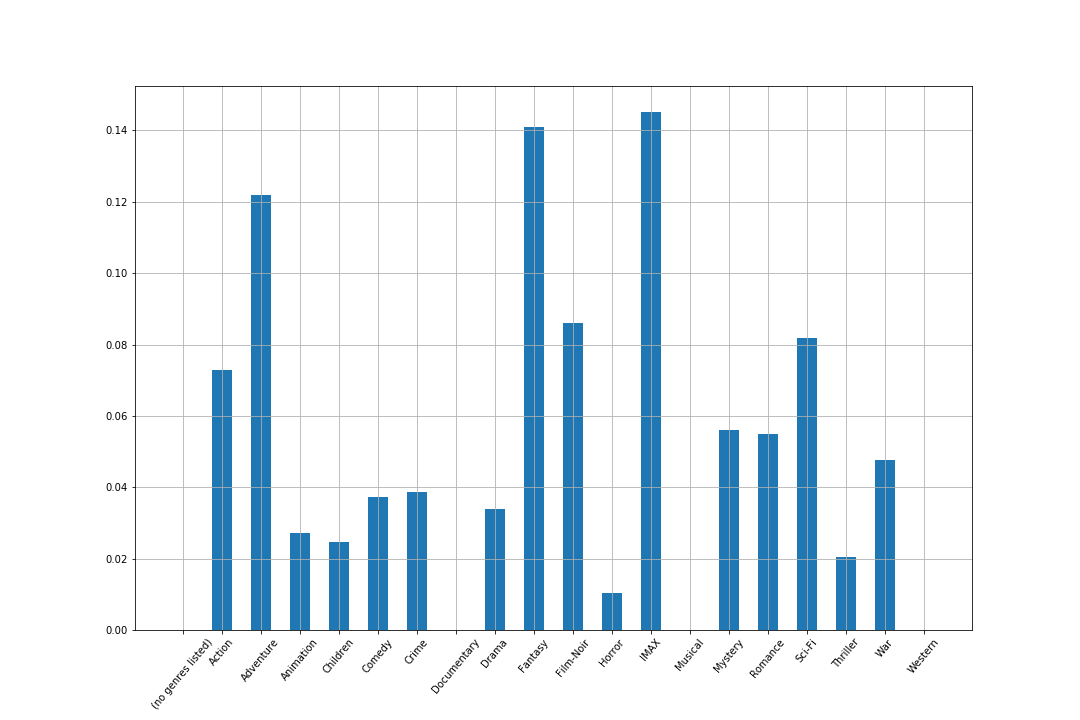 0.14
0.12
0.10
0.08
0.06
0.04
0.02
0.00
(no genres listed)
Action
Adventure
Animation
Children
Comedy
Crime
Documentary
Drama
Fantasy
Film-Noir
Horror
IMAX
Musical
Mystery
Romance
Sci-Fi
Thriller
War
Western